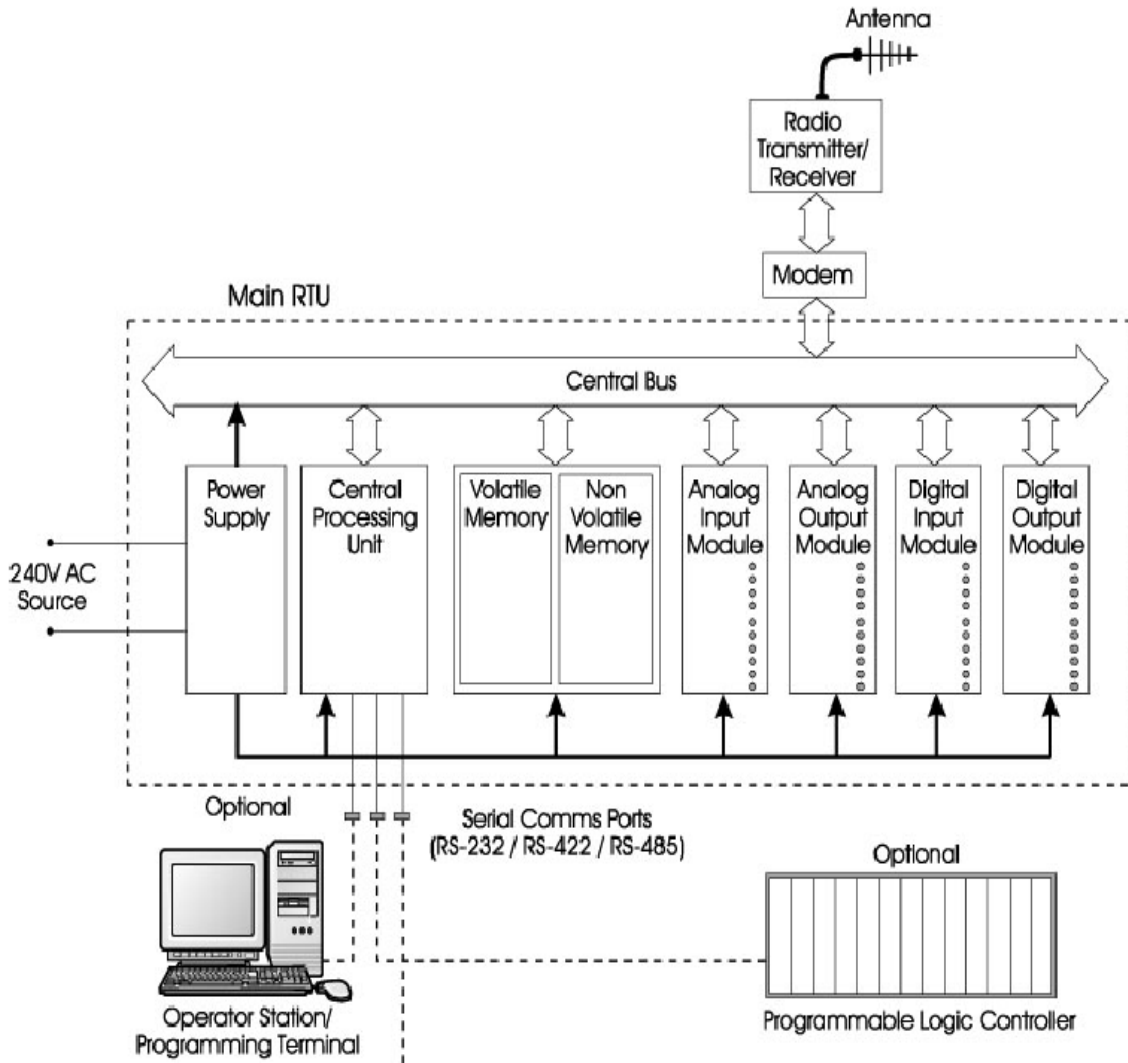 Antenna
Radio
Transmitter/
Receiver
Modem
Main RTU
Central Bus
Power
Supply
Central
Processing
Unit
Volatile
Memory
Non
Volatile
Memory
Analog
Input
Module
Analog
Output
Module
Digital
Input
Module
Digital
Output
Module
240V AC
Source
Optional
Serial Comms Ports
(RS-232 / RS-422 / RS-485)
Optional
Operator Station/
Programming Terminal
Programmable Logic Controller